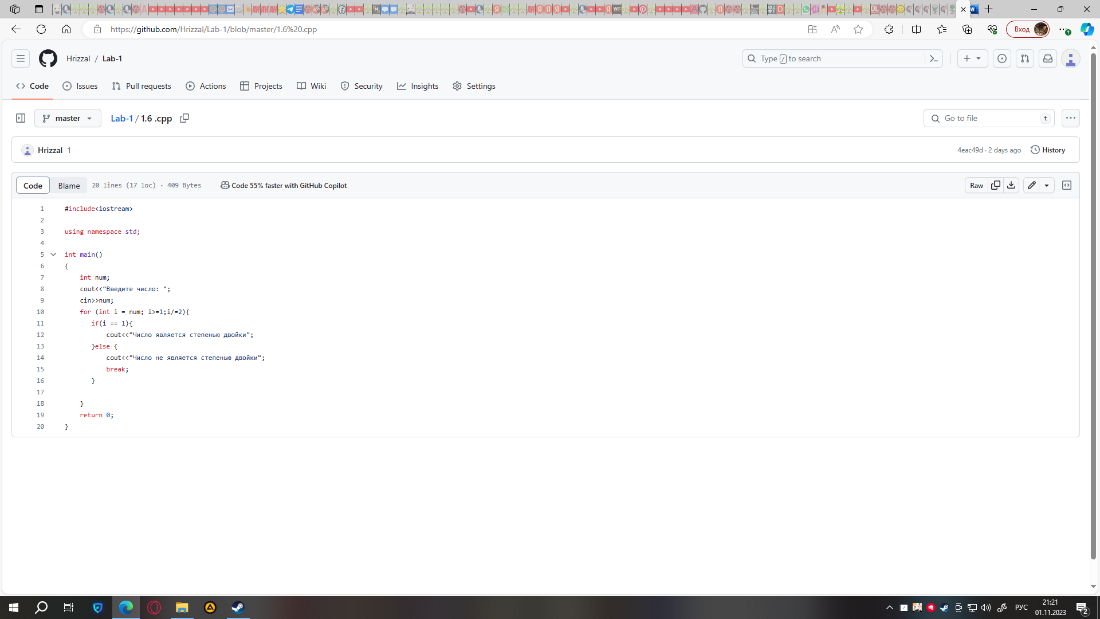 https://github.com/Hrizzal/Lab-1/blob/master/1.6%20.cpp
Вход
Hrizzal / Lab-1
Type / to search
Code
Issues
Pull requests
Actions
Projects
Wiki
Security
Insights
Settings
master
Lab-1 / 1.6 .cpp
Go to file
t
Hrizzal 1
4eac49d · 2 days ago
History
Code
Blame
20 lines (17 loc) · 409 Bytes
Code 55% faster with GitHub Copilot
Raw
1 #include<iostream>
2
3 using namespace std;
4
5 int main()
6 {
7 int num;
8 cout<<"Введите число: ";
9 cin>>num;
10 for (int i = num; i>=1;i/=2){
11 if(i == 1){
12 cout<<"Число является степенью двойки";
13 }else {
14 cout<<"Число не является степенью двойки";
15 break;
16 }
17
18 }
19 return 0;
20 }
РУС
21:21
01.11.2023
2